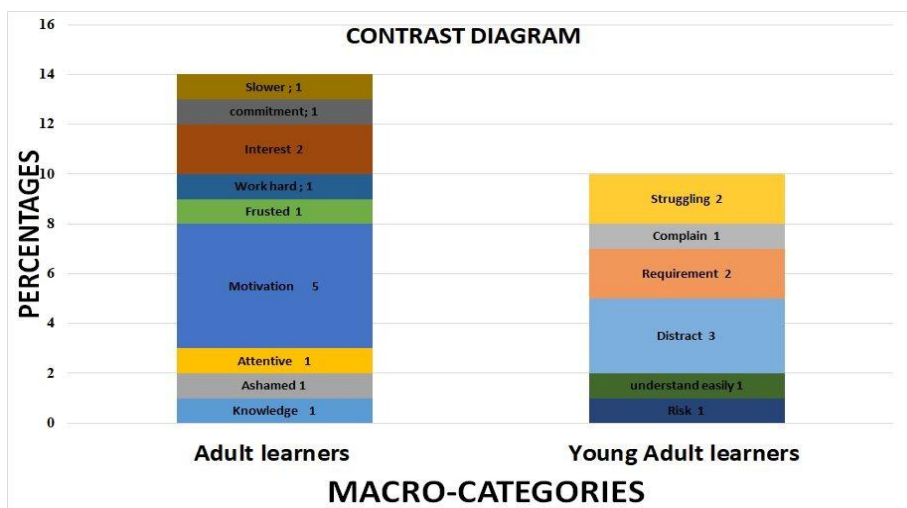 CONTRAST DIAGRAM
PERCENTAGES
16
14
12
10
8
6
4
2
0
Slower ; 1
commitment; 1
Interest 2
Work hard ; 1
Frusted 1
Motivation 5
Attentive 1
Ashamed 1
Knowledge 1
Struggling 2
Complain 1
Requirement 2
Distract 3
understand easily 1
Risk 1
Adult learners
Young Adult learners
MACRO-CATEGORIES